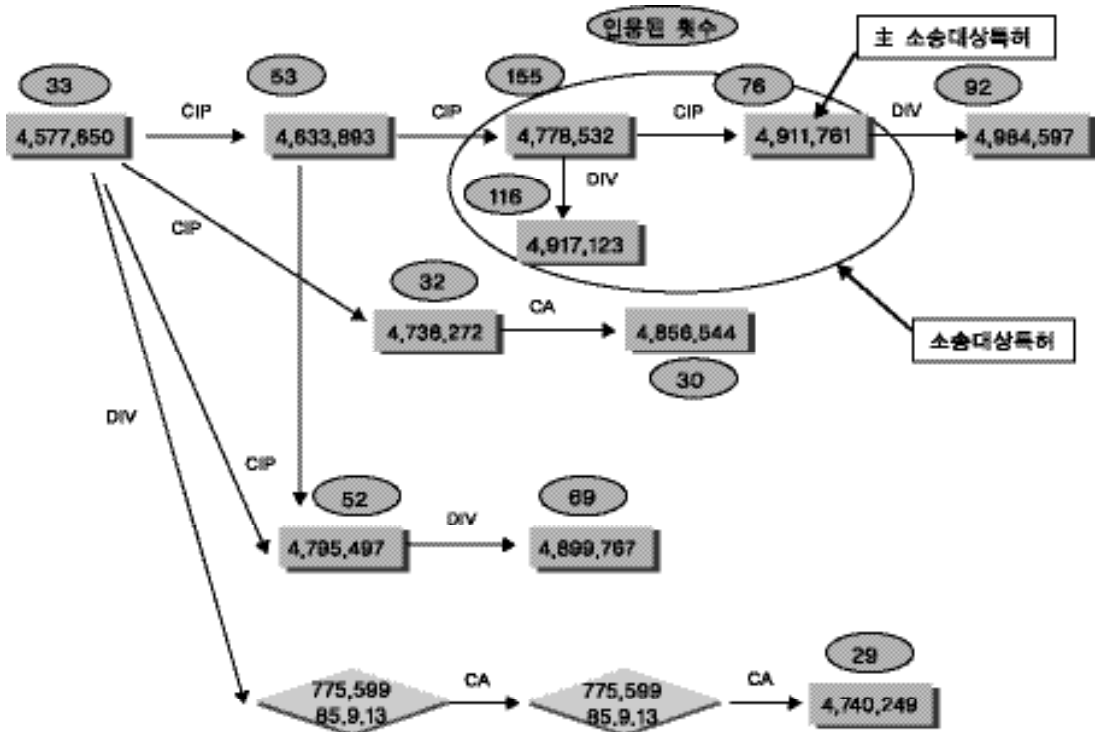 인용된 횟수
主 소송대상특허
33
53
155
76
92
CIP
CIP
CIP
DIV
4,577,650
4,633,893
4,778,532
4,911,761
4,984,597
DIV
116
CIP
4,917,123
32
CA
4,738,272
4,856,544
소송대상특허
30
DIV
CIP
52
69
DIV
4,795,497
4,899,767
29
CA
CA
775,599
85.9.13
775,599
85.9.13
4,740,249